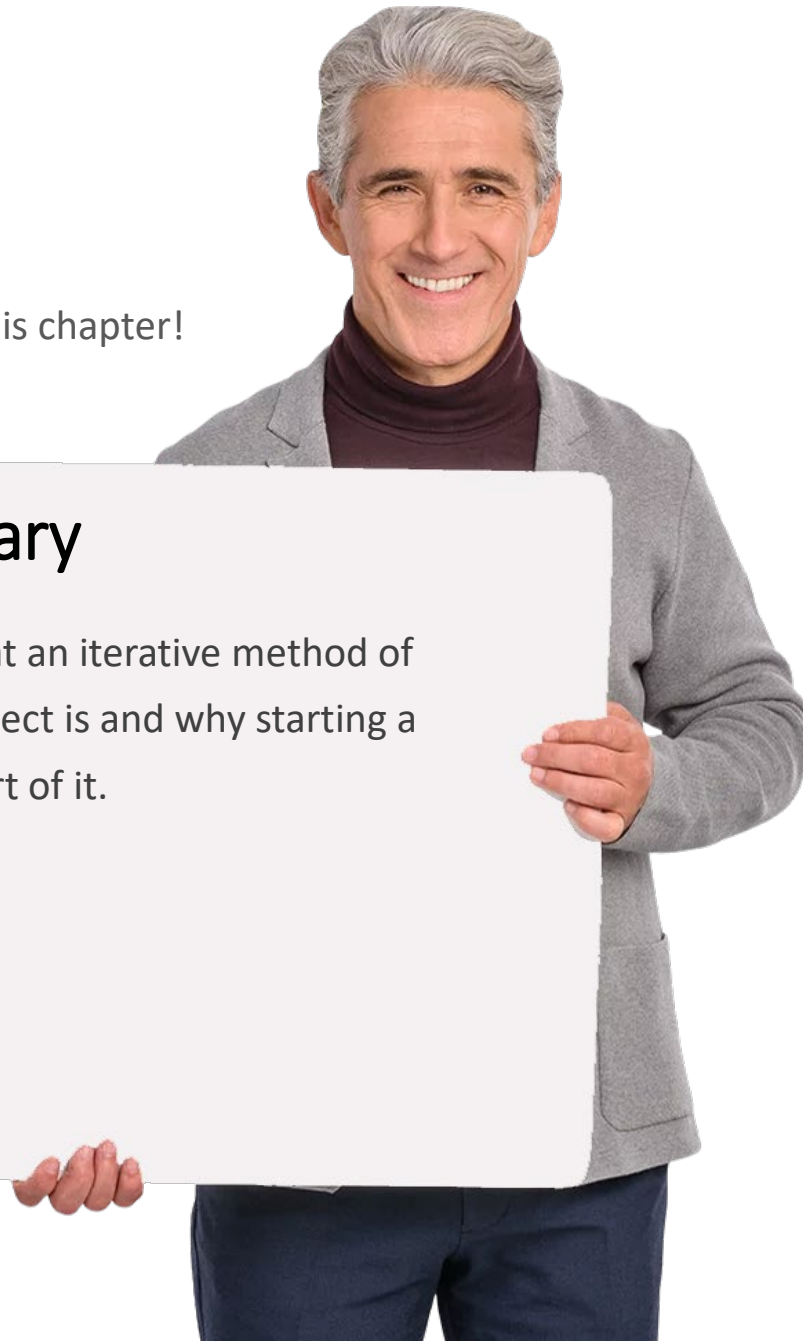 is chapter!
ary
t an iterative method of
ect is and why starting a
rt of it.